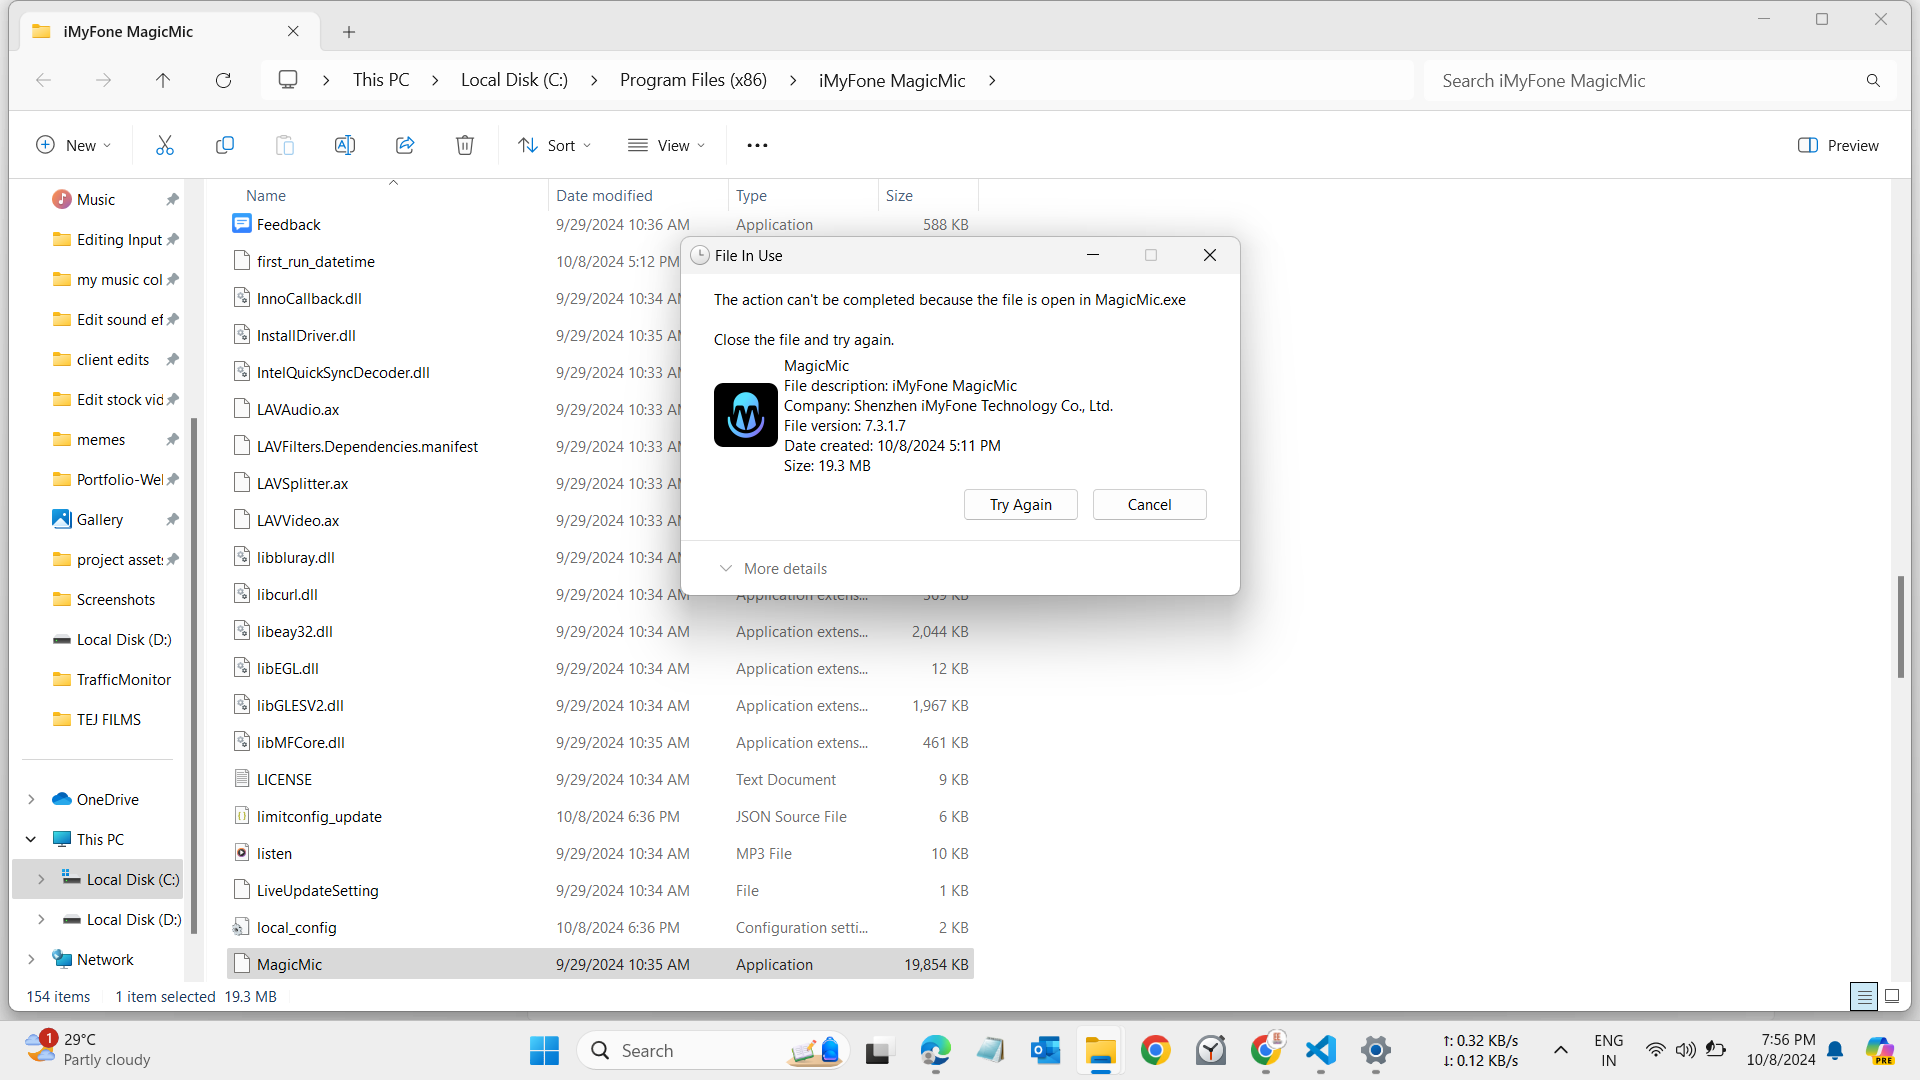 iMyFone MagicMic
This PC
Local Disk (C:)
Program Files (x86)
iMyFone MagicMic
Search iMyFone MagicMic
New
Sort
View
Preview
Music
Editing Input
my music col
Edit sound ef
client edits
Edit stock vid
memes
Portfolio-Wel
Gallery
project asset
Screenshots
Local Disk (D:)
TrafficMonitor
TEJ FILMS
OneDrive
This PC
Local Disk (C:)
Local Disk (D:)
Network
Name Date modified Type Size
Feedback 9/29/2024 10:36 AM Application 588 KB
first_run_datetime 10/8/2024 5:12 PM
InnoCallback.dll 9/29/2024 10:34 AM
InstallDriver.dll 9/29/2024 10:35 AM
IntelQuickSyncDecoder.dll 9/29/2024 10:33 AM
LAVAudio.ax 9/29/2024 10:33 AM
LAVFilters.Dependencies.manifest 9/29/2024 10:33 AM
LAVSplitter.ax 9/29/2024 10:33 AM
LAVVideo.ax 9/29/2024 10:33 AM
libbluray.dll 9/29/2024 10:34 AM
libcurl.dll 9/29/2024 10:34 AM Application extens... 369 KB
libeay32.dll 9/29/2024 10:34 AM Application extens... 2,044 KB
libEGL.dll 9/29/2024 10:34 AM Application extens... 12 KB
libGLESV2.dll 9/29/2024 10:34 AM Application extens... 1,967 KB
libMFCore.dll 9/29/2024 10:35 AM Application extens... 461 KB
LICENSE 9/29/2024 10:34 AM Text Document 9 KB
limitconfig_update 10/8/2024 6:36 PM JSON Source File 6 KB
listen 9/29/2024 10:34 AM MP3 File 10 KB
LiveUpdateSetting 9/29/2024 10:34 AM File 1 KB
local_config 10/8/2024 6:36 PM Configuration setti... 2 KB
MagicMic 9/29/2024 10:35 AM Application 19,854 KB
File In Use
The action can't be completed because the file is open in MagicMic.exe
Close the file and try again.
MagicMic
File description: iMyFone MagicMic
Company: Shenzhen iMyFone Technology Co., Ltd.
File version: 7.3.1.7
Date created: 10/8/2024 5:11 PM
Size: 19.3 MB
Try Again
Cancel
More details
154 items 1 item selected 19.3 MB
1
29°C
Partly cloudy
Search
↑: 0.32 KB/s
↓: 0.12 KB/s
ENG
IN
7:56 PM
10/8/2024
PRE